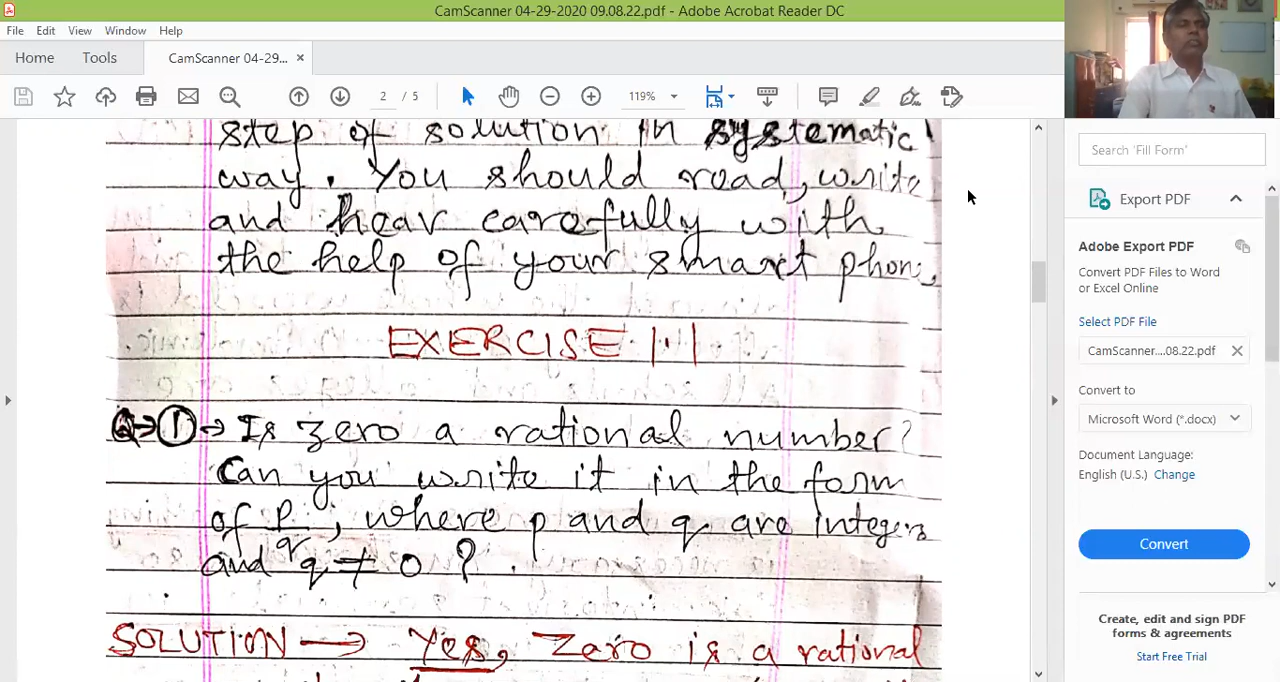 CamScanner 04-29-2020 09.08.22.pdf - Adobe Acrobat Reader DC
File Edit View Window Help
Home Tools CamScanner 04-29... ×
2 / 5 119%
step of solution in systematic
way. You should read, write
and hear carefully with
the help of your smart phone,
EXERCISE 1.1
Q→①→ Is zero a rational number?
Can you write it in the form
of p/q, where p and q are integers
and q ≠ 0 ?
SOLUTION → Yes, Zero is a rational
Search 'Fill Form'
Export PDF
Adobe Export PDF
Convert PDF Files to Word
or Excel Online
Select PDF File
CamScanner....08.22.pdf ×
Convert to
Microsoft Word (*.docx)
Document Language:
English (U.S.) Change
Convert
Create, edit and sign PDF
forms & agreements
Start Free Trial